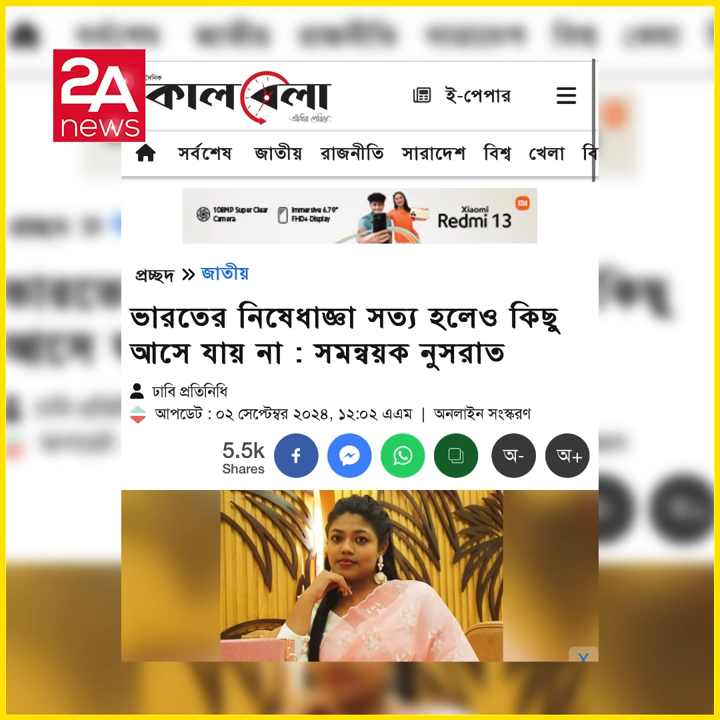 2A
news
দৈনিক
কালবেলা
ই-পেপার
সর্বশেষ জাতীয় রাজনীতি সারাদেশ বিশ্ব খেলা বি
108MP Super Clear
Camera
Immersive 6.79"
FHD+ Display
Xiaomi
Redmi 13
mi
প্রচ্ছদ » জাতীয়
ভারতের নিষেধাজ্ঞা সত্য হলেও কিছু
আসে যায় না : সমন্বয়ক নুসরাত
ঢাবি প্রতিনিধি
আপডেট : ০২ সেপ্টেম্বর ২০২৪, ১২:০২ এএম | অনলাইন সংস্করণ
5.5k
Shares
অ- অ+